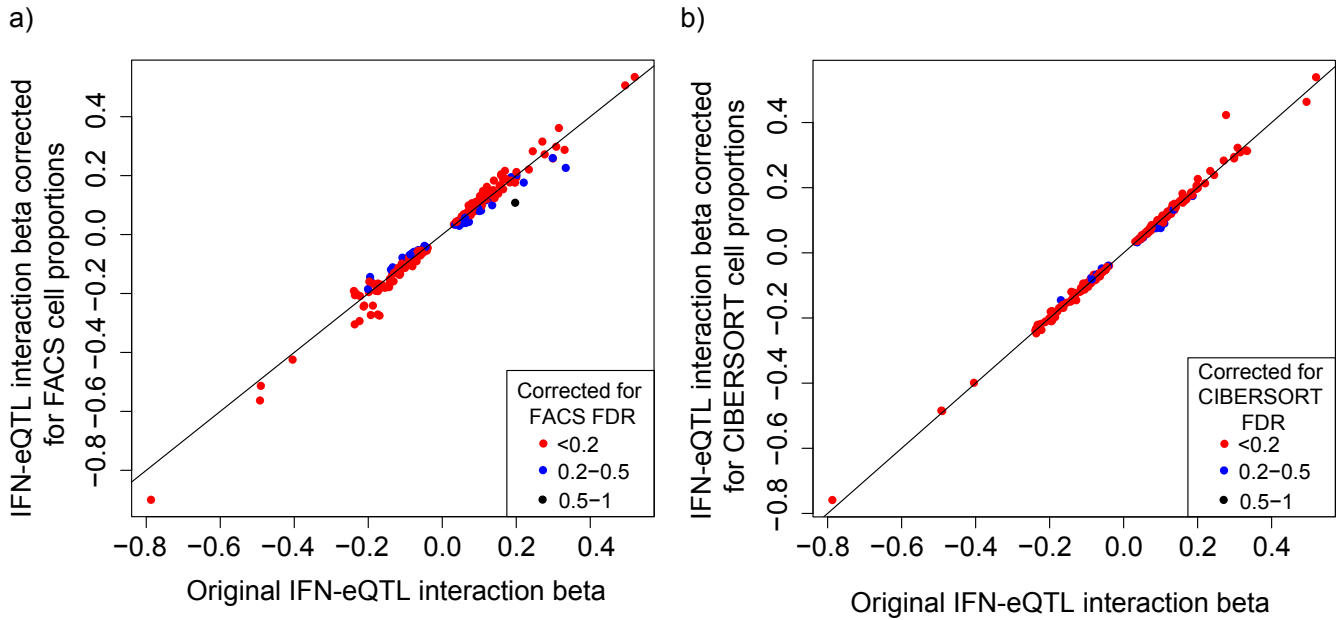 a)
IFN-eQTL interaction beta corrected
for FACS cell proportions
0.4
0.2
0.0
−0.2
−0.4
−0.6
−0.8
−0.8 −0.6 −0.4 −0.2 0.0 0.2 0.4
Original IFN-eQTL interaction beta
Corrected for
FACS FDR
<0.2
0.2−0.5
0.5−1
b)
IFN-eQTL interaction beta corrected
for CIBERSORT cell proportions
0.4
0.2
0.0
−0.2
−0.4
−0.6
−0.8
−0.8 −0.6 −0.4 −0.2 0.0 0.2 0.4
Original IFN-eQTL interaction beta
Corrected for
CIBERSORT
FDR
<0.2
0.2−0.5
0.5−1